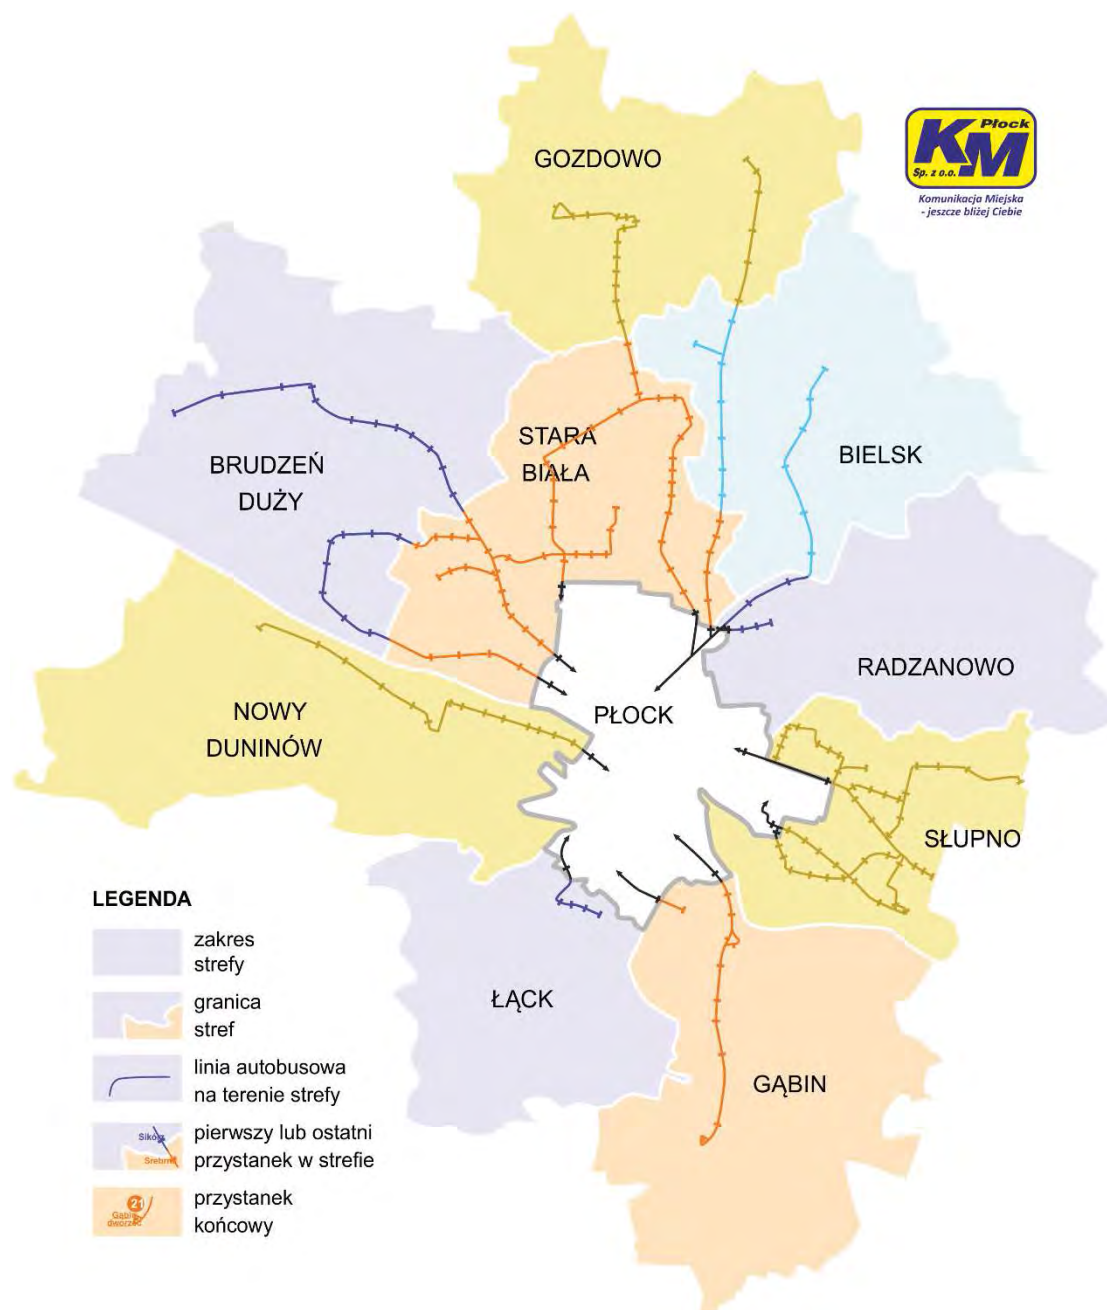 Płock
KM
Sp. z o.o.
Komunikacja Miejska
- jeszcze bliżej Ciebie
GOZDOWO
STARA
BIAŁA
BRUDZEŃ
DUŻY
BIELSK
RADZANOWO
NOWY
DUNINÓW
PŁOCK
SŁUPNO
ŁĄCK
GĄBIN
LEGENDA
zakres
strefy
granica
stref
linia autobusowa
na terenie strefy
pierwszy lub ostatni
przystanek w strefie
21
przystanek
końcowy